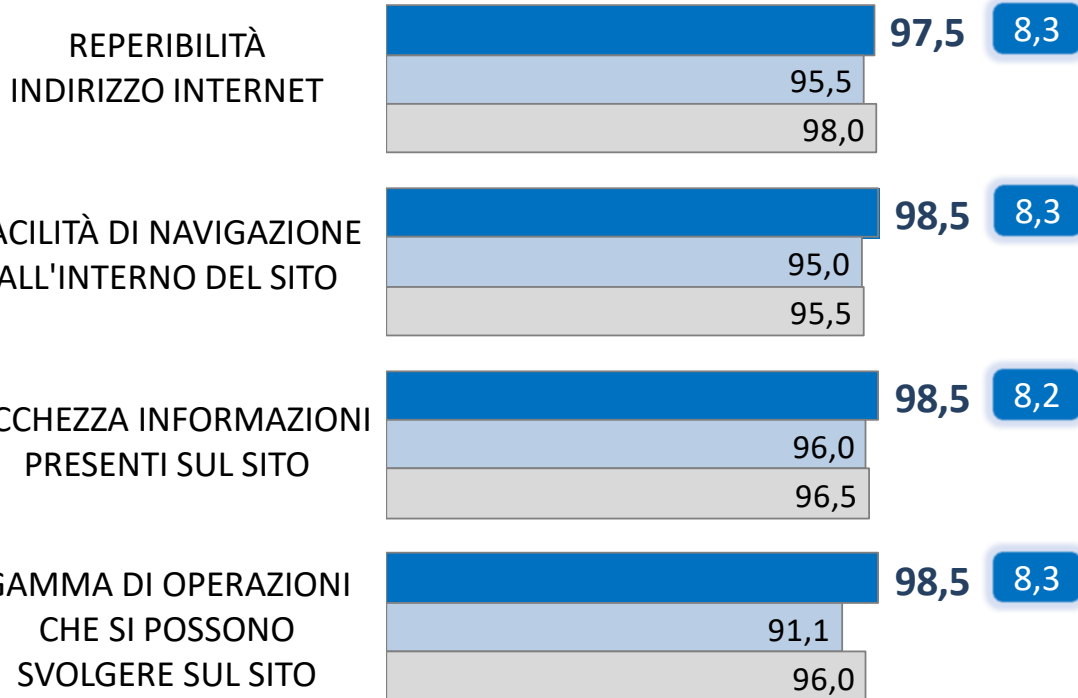 REPERIBILITÀ
INDIRIZZO INTERNET
97,5 8,3
95,5
98,0
ACILITÀ DI NAVIGAZIONE
ALL'INTERNO DEL SITO
98,5 8,3
95,0
95,5
CCHEZZA INFORMAZIONI
PRESENTI SUL SITO
98,5 8,2
96,0
96,5
GAMMA DI OPERAZIONI
CHE SI POSSONO
SVOLGERE SUL SITO
98,5 8,3
91,1
96,0